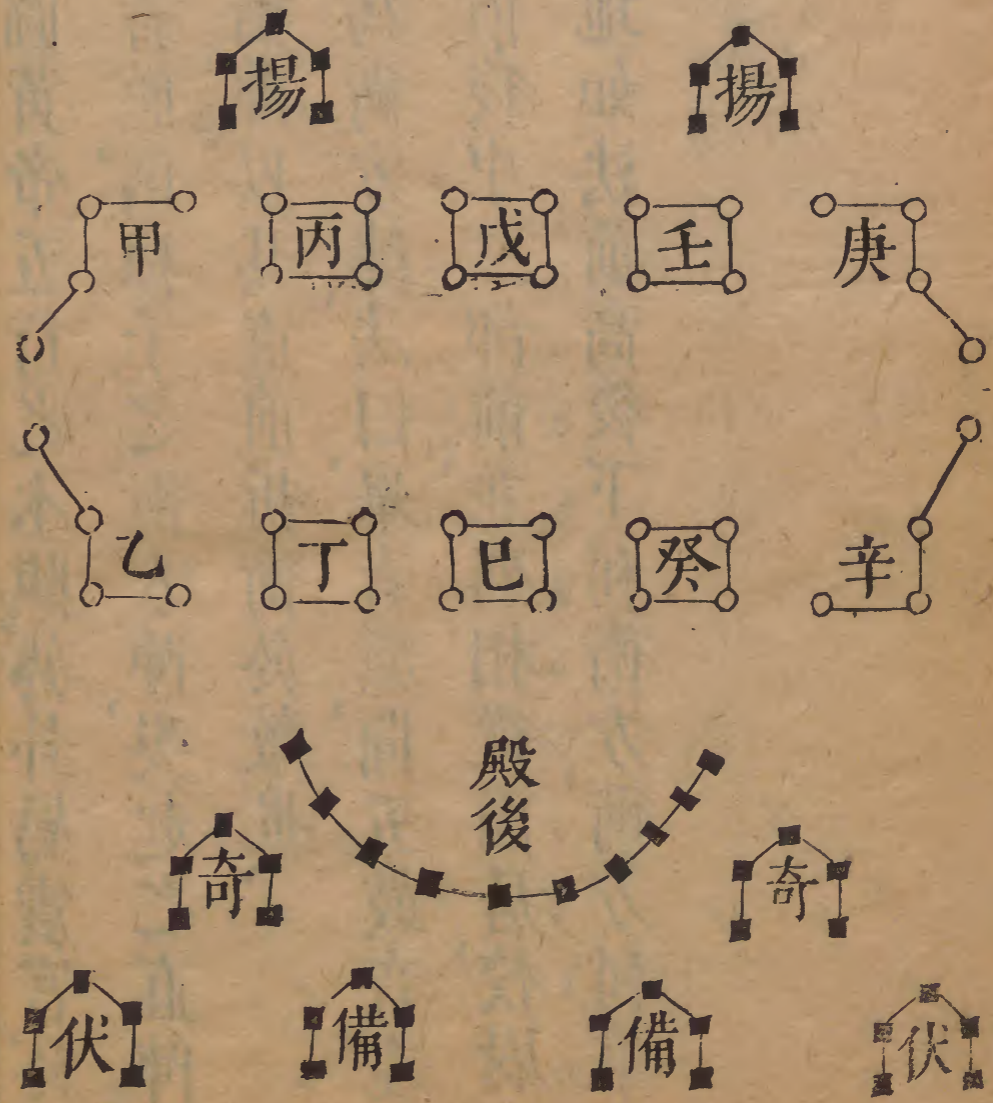 揚 揚
甲 丙 戊 壬 庚
乙 丁 巳 癸 辛
殿後
奇 奇
伏 備 備 伏